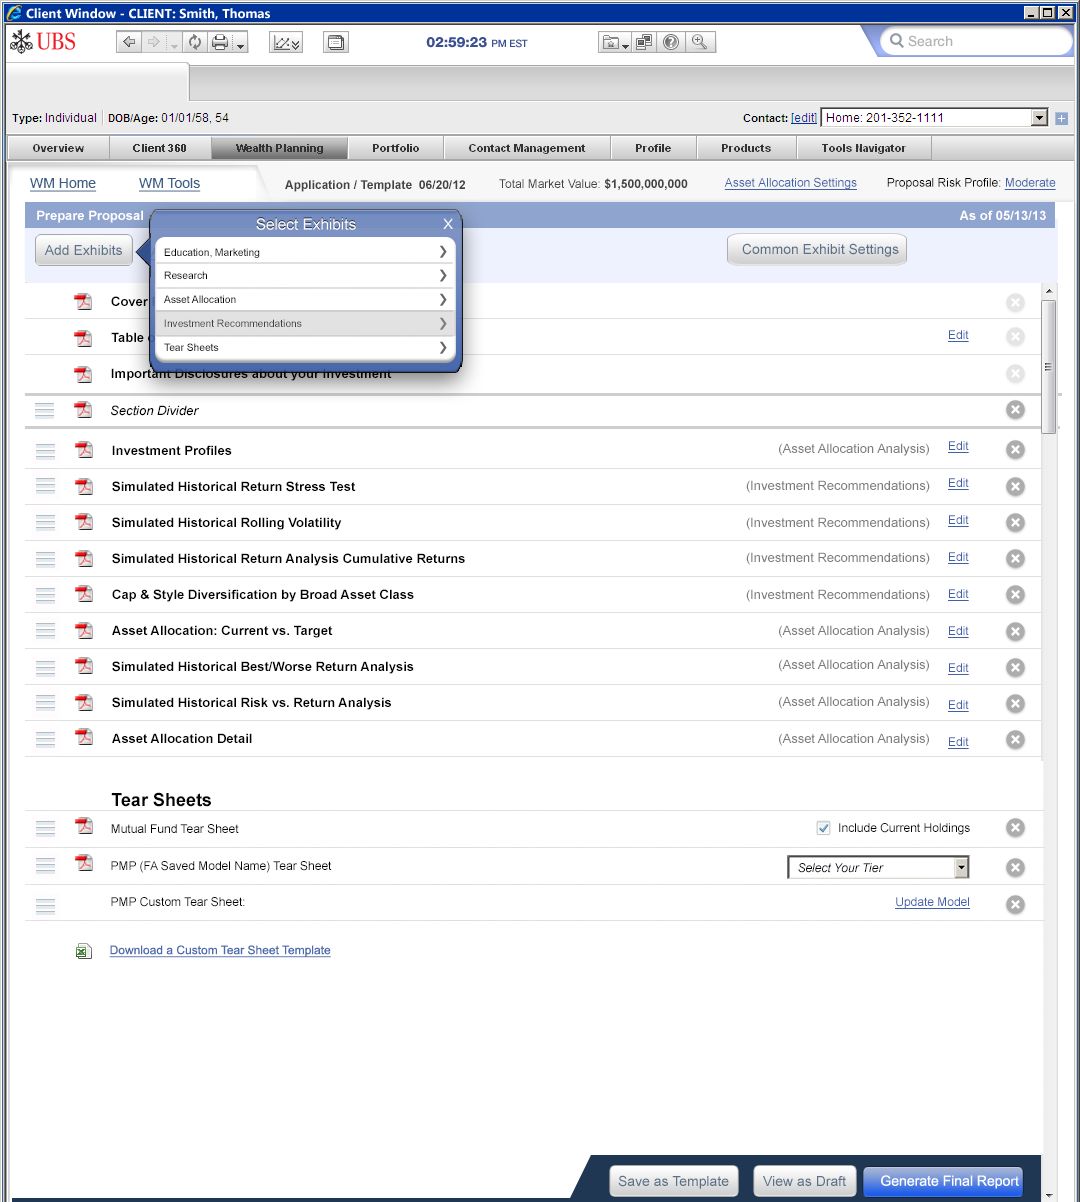 Client Window - CLIENT: Smith, Thomas
UBS
02:59:23 PM EST
Search
Type: Individual DOB/Age: 01/01/58, 54
Contact: [edit] Home: 201-352-1111
Overview Client 360 Wealth Planning Portfolio Contact Management Profile Products Tools Navigator
WM Home WM Tools Application / Template 06/20/12 Total Market Value: $1,500,000,000 Asset Allocation Settings Proposal Risk Profile: Moderate
Prepare Proposal As of 05/13/13
Select Exhibits X
Add Exhibits Common Exhibit Settings
Education, Marketing
Research
Asset Allocation
Investment Recommendations
Tear Sheets
Cover
Table Edit
Important Disclosures about your investment
Section Divider
Investment Profiles (Asset Allocation Analysis) Edit
Simulated Historical Return Stress Test (Investment Recommendations) Edit
Simulated Historical Rolling Volatility (Investment Recommendations) Edit
Simulated Historical Return Analysis Cumulative Returns (Investment Recommendations) Edit
Cap & Style Diversification by Broad Asset Class (Investment Recommendations) Edit
Asset Allocation: Current vs. Target (Asset Allocation Analysis) Edit
Simulated Historical Best/Worse Return Analysis (Asset Allocation Analysis) Edit
Simulated Historical Risk vs. Return Analysis (Asset Allocation Analysis) Edit
Asset Allocation Detail (Asset Allocation Analysis) Edit
Tear Sheets
Mutual Fund Tear Sheet Include Current Holdings
PMP (FA Saved Model Name) Tear Sheet Select Your Tier
PMP Custom Tear Sheet: Update Model
Download a Custom Tear Sheet Template
Save as Template View as Draft Generate Final Report